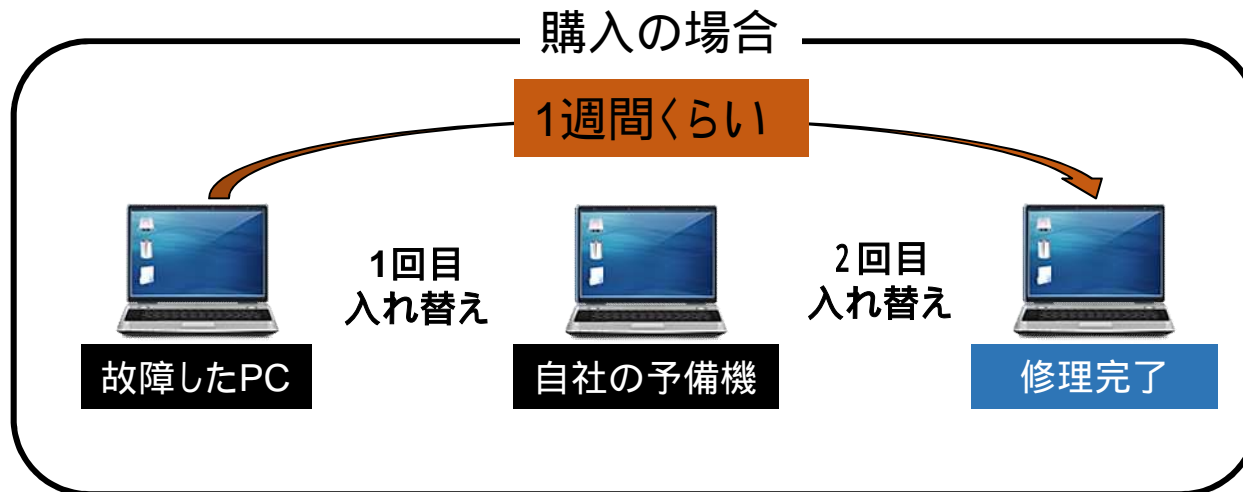 購入の場合
1週間くらい
1回目
入れ替え
2回目
入れ替え
故障したPC
自社の予備機
修理完了